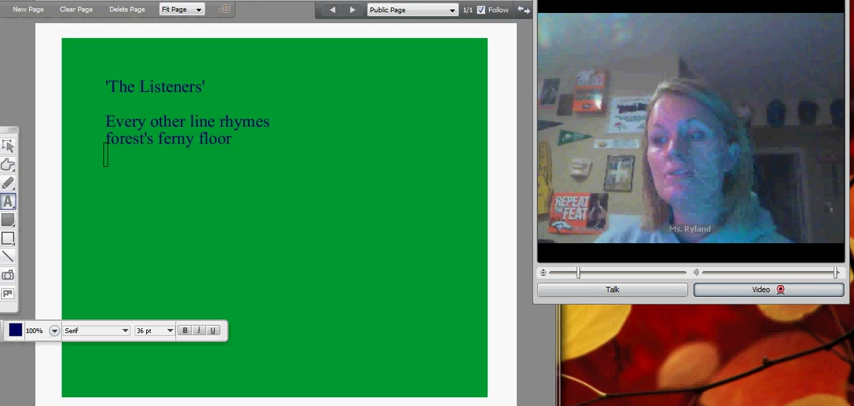 New Page Clear Page Delete Page Fit Page Public Page 1/1 Follow
'The Listeners'
Every other line rhymes
forest's ferny floor
REPEAT
THE
FEAT
Ms. Ryland
Talk Video
100% Serif 36 pt B i U